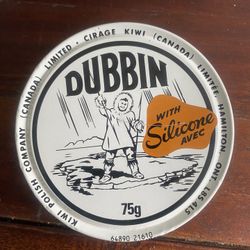 KIWI POLISH COMPANY (CANADA) LIMITED • CIRAGE KIWI (CANADA) LIMITÉE, HAMILTON, ONT. L8S 4L5
DUBBIN
WITH
Silicone
AVEC
75g
64890 21610